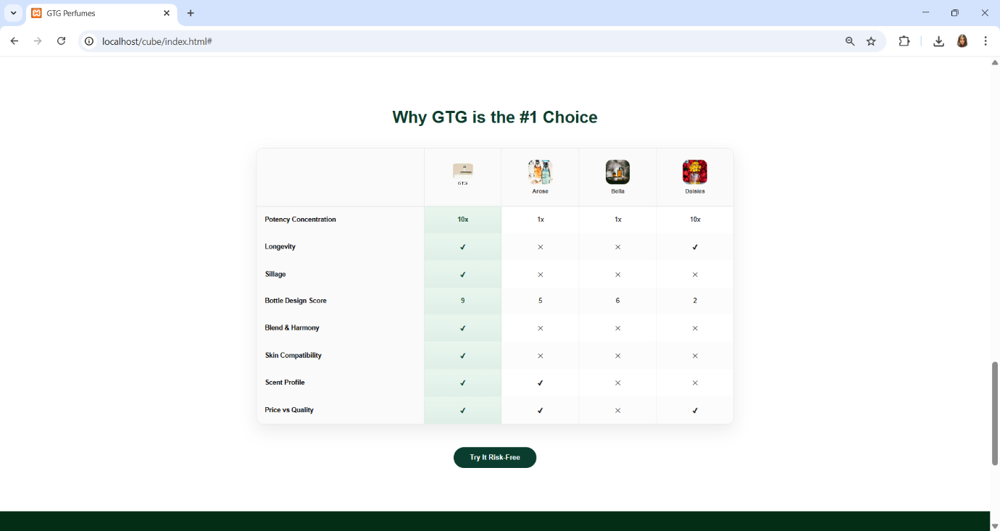 GTG Perfumes
localhost/cube/index.html#
Why GTG is the #1 Choice
GTG Arose Bella Daisies
Potency Concentration 10x 1x 1x 10x
Longevity ✓ × × ✓
Sillage ✓ × × ×
Bottle Design Score 9 5 6 2
Blend & Harmony ✓ × × ×
Skin Compatibility ✓ × × ×
Scent Profile ✓ ✓ × ×
Price vs Quality ✓ ✓ × ✓
Try It Risk-Free